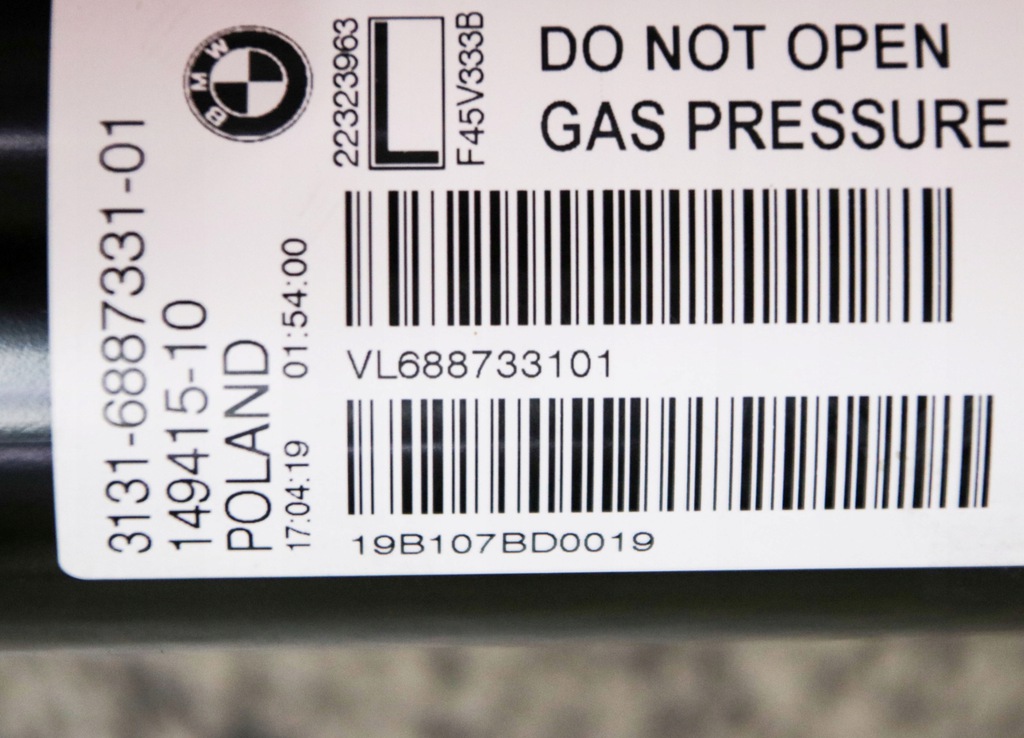 DO NOT OPEN
GAS PRESSURE
BMW
22323963
L
F45V333B
3131-6887331-01
149415-10
POLAND
17:04:19 01:54:00
VL688733101
19B107BD0019